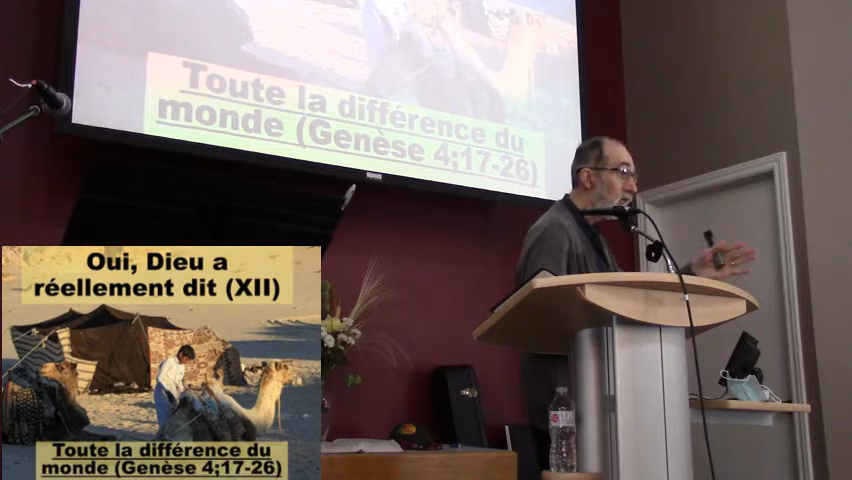 Toute la différence du
monde (Genèse 4;17-26)
Oui, Dieu a
réellement dit (XII)
Toute la différence du
monde (Genèse 4;17-26)